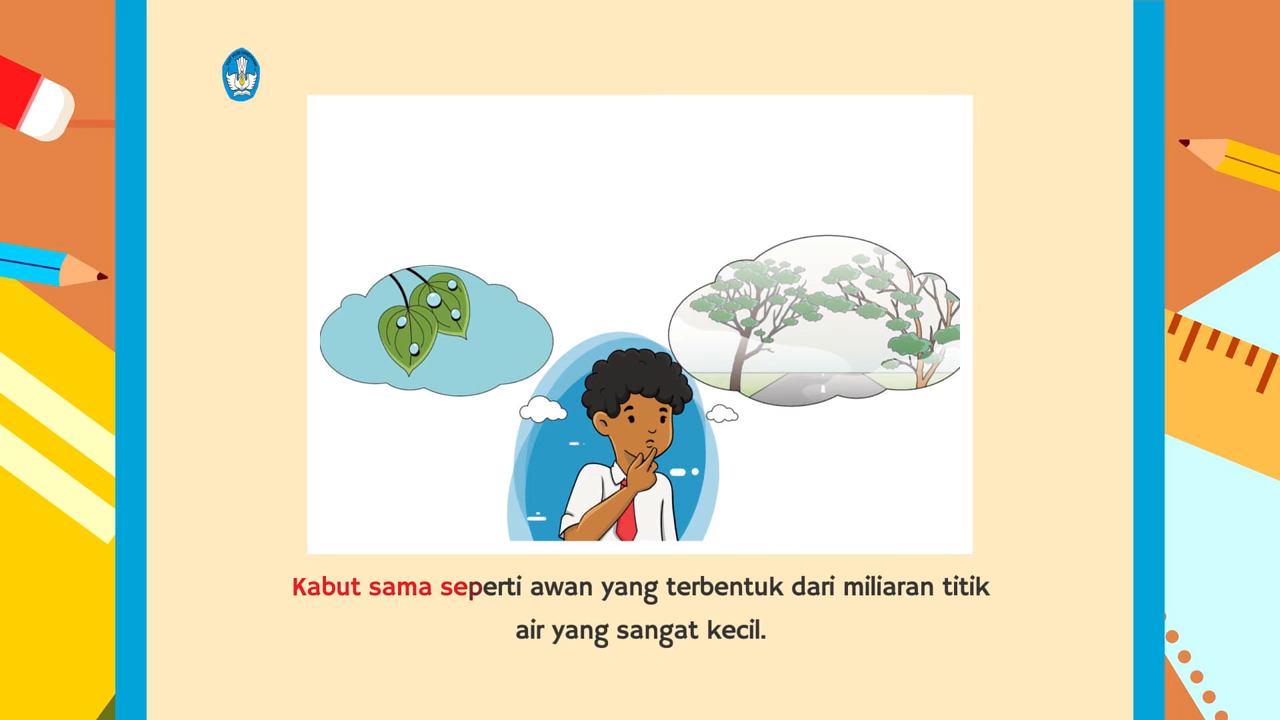 Kabut sama seperti awan yang terbentuk dari miliaran titik
air yang sangat kecil.